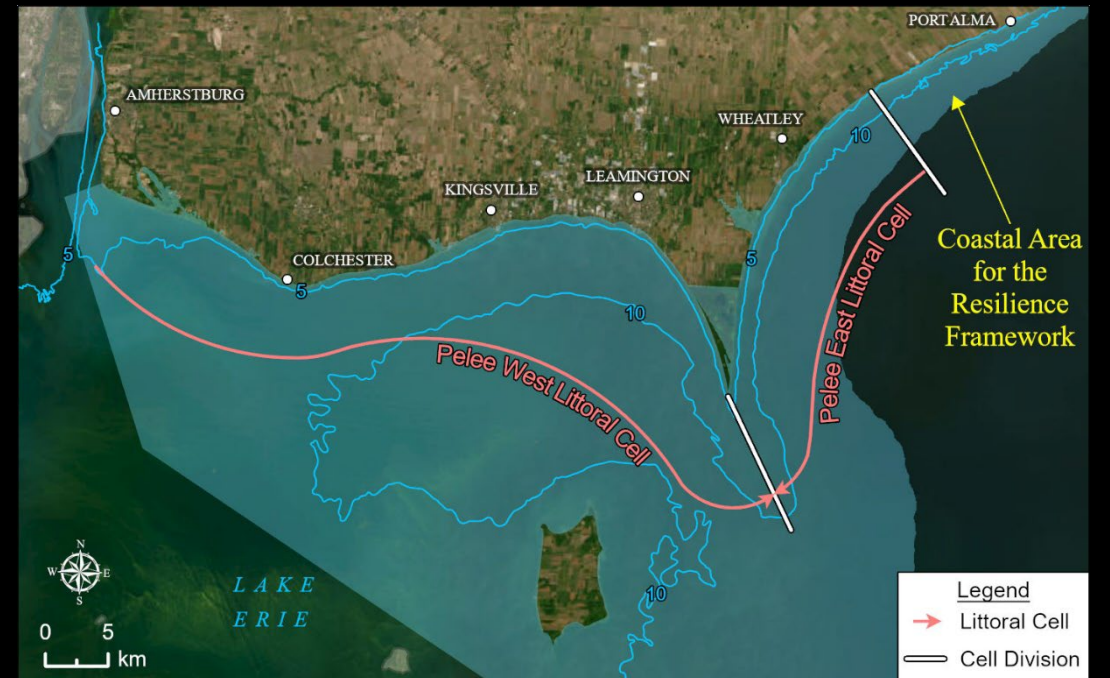 PORT ALMA
AMHERSTBURG
WHEATLEY
10
LEAMINGTON
KINGSVILLE
Coastal Area
for the
Resilience
Framework
5
COLCHESTER
5
5
10
Pelee East Littoral Cell
Pelee West Littoral Cell
N
W E
S
LAKE
ERIE
10
0 5
km
Legend
Littoral Cell
Cell Division